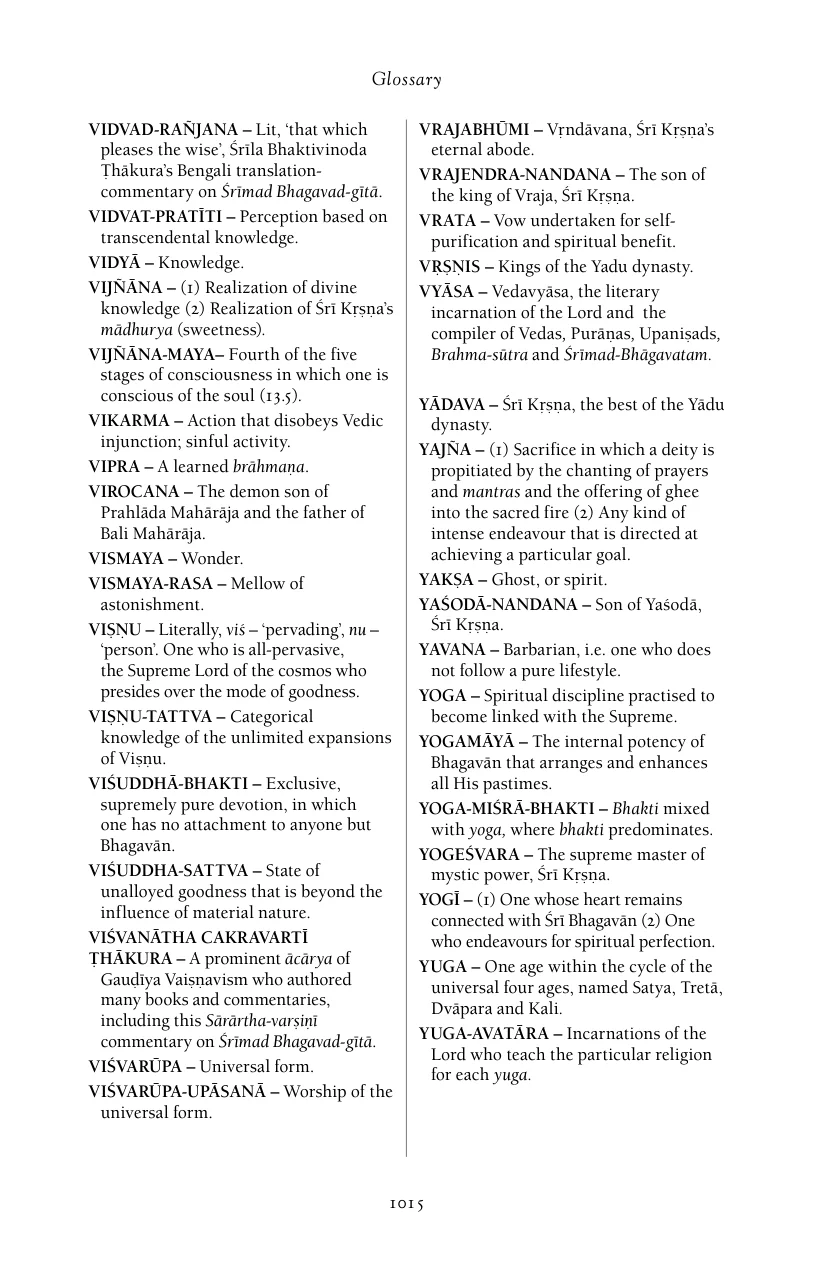 Glossary
VIDVAD-RAÑJANA – Lit, ‘that which
pleases the wise’, Śrīla Bhaktivinoda
Ṭhākura’s Bengali translation-
commentary on Śrīmad Bhagavad-gītā.
VIDVAT-PRATĪTI – Perception based on
transcendental knowledge.
VIDYĀ – Knowledge.
VIJÑĀNA – (1) Realization of divine
knowledge (2) Realization of Śrī Kṛṣṇa’s
mādhurya (sweetness).
VIJÑĀNA-MAYA– Fourth of the five
stages of consciousness in which one is
conscious of the soul (13.5).
VIKARMA – Action that disobeys Vedic
injunction; sinful activity.
VIPRA – A learned brāhmaṇa.
VIROCANA – The demon son of
Prahlāda Mahārāja and the father of
Bali Mahārāja.
VISMAYA – Wonder.
VISMAYA-RASA – Mellow of
astonishment.
VIṢṆU – Literally, viś – ‘pervading’, nu –
‘person’. One who is all-pervasive,
the Supreme Lord of the cosmos who
presides over the mode of goodness.
VIṢṆU-TATTVA – Categorical
knowledge of the unlimited expansions
of Viṣṇu.
VIŚUDDHĀ-BHAKTI – Exclusive,
supremely pure devotion, in which
one has no attachment to anyone but
Bhagavān.
VIŚUDDHA-SATTVA – State of
unalloyed goodness that is beyond the
influence of material nature.
VIŚVANĀTHA CAKRAVARTĪ
ṬHĀKURA – A prominent ācārya of
Gauḍīya Vaiṣṇavism who authored
many books and commentaries,
including this Sārārtha-varṣiṇī
commentary on Śrīmad Bhagavad-gītā.
VIŚVARŪPA – Universal form.
VIŚVARŪPA-UPĀSANĀ – Worship of the
universal form.
VRAJABHŪMI – Vṛndāvana, Śrī Kṛṣṇa’s
eternal abode.
VRAJENDRA-NANDANA – The son of
the king of Vraja, Śrī Kṛṣṇa.
VRATA – Vow undertaken for self-
purification and spiritual benefit.
VṚṢṆIS – Kings of the Yadu dynasty.
VYĀSA – Vedavyāsa, the literary
incarnation of the Lord and the
compiler of Vedas, Purāṇas, Upaniṣads,
Brahma-sūtra and Śrīmad-Bhāgavatam.
YĀDAVA – Śrī Kṛṣṇa, the best of the Yādu
dynasty.
YAJÑA – (1) Sacrifice in which a deity is
propitiated by the chanting of prayers
and mantras and the offering of ghee
into the sacred fire (2) Any kind of
intense endeavour that is directed at
achieving a particular goal.
YAKṢA – Ghost, or spirit.
YAŚODĀ-NANDANA – Son of Yaśodā,
Śrī Kṛṣṇa.
YAVANA – Barbarian, i.e. one who does
not follow a pure lifestyle.
YOGA – Spiritual discipline practised to
become linked with the Supreme.
YOGAMĀYĀ – The internal potency of
Bhagavān that arranges and enhances
all His pastimes.
YOGA-MIŚRĀ-BHAKTI – Bhakti mixed
with yoga, where bhakti predominates.
YOGEŚVARA – The supreme master of
mystic power, Śrī Kṛṣṇa.
YOGĪ – (1) One whose heart remains
connected with Śrī Bhagavān (2) One
who endeavours for spiritual perfection.
YUGA – One age within the cycle of the
universal four ages, named Satya, Tretā,
Dvāpara and Kali.
YUGA-AVATĀRA – Incarnations of the
Lord who teach the particular religion
for each yuga.
1015